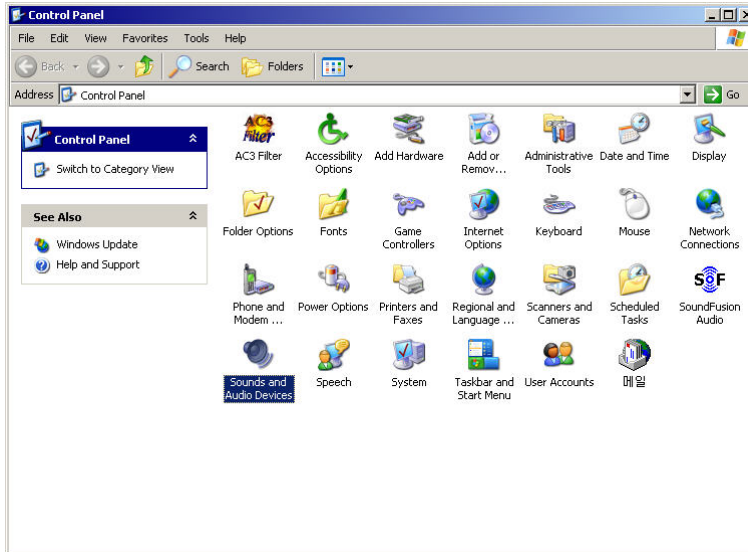 Control Panel
File Edit View Favorites Tools Help
Back Search Folders
Address Control Panel Go
Control Panel
Switch to Category View
See Also
Windows Update
Help and Support
AC3 Filter
AC3 Filter
Accessibility Options
Add Hardware
Add or Remov...
Administrative Tools
Date and Time
Display
Folder Options
Fonts
Game Controllers
Internet Options
Keyboard
Mouse
Network Connections
Phone and Modem ...
Power Options
Printers and Faxes
Regional and Language ...
Scanners and Cameras
Scheduled Tasks
SF
SoundFusion Audio
Sounds and Audio Devices
Speech
System
Taskbar and Start Menu
User Accounts
메일